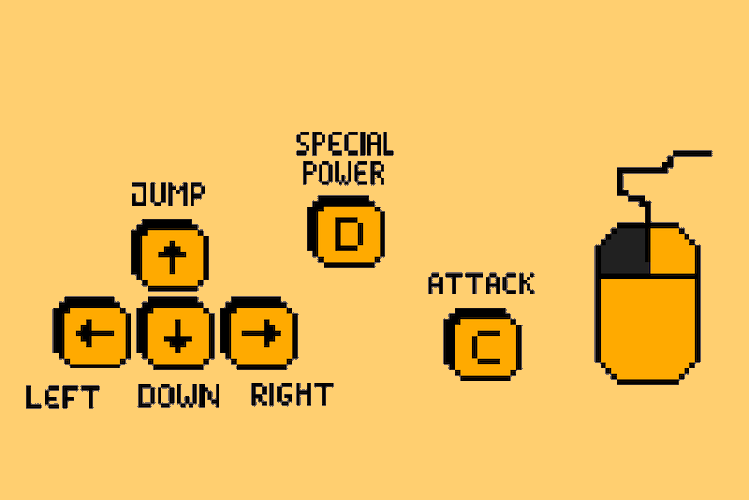 SPECIAL
POWER
JUMP
D
ATTACK
C
LEFT
DOWN
RIGHT